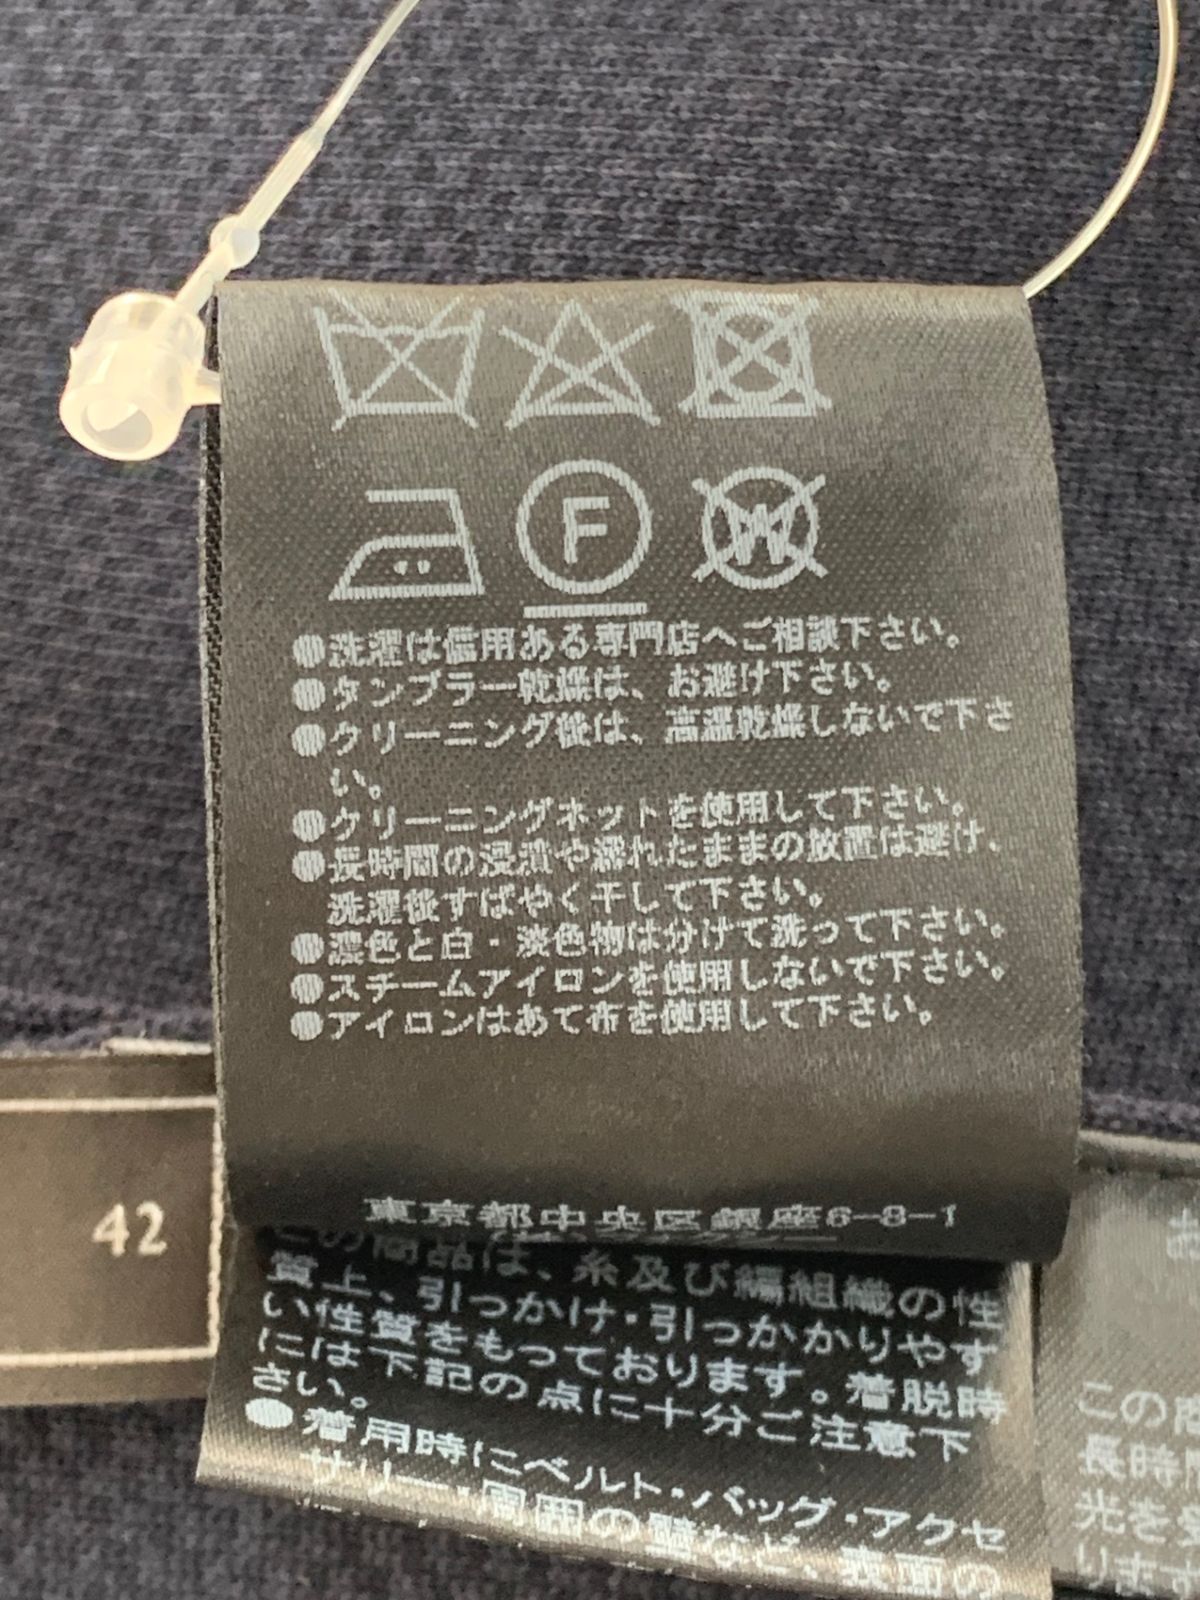 F
W
●洗濯は信用ある専門店へご相談下さい。
●タンブラー乾燥は、お避け下さい。
●クリーニング後は、高温乾燥しないで下さ
い。
●クリーニングネットを使用して下さい。
●長時間の浸漬や濡れたままの放置は避け、
洗濯後すばやく干して下さい。
●濃色と白・淡色物は分けて洗って下さい。
●スチームアイロンを使用しないで下さい。
●アイロンはあて布を使用して下さい。
東京都中央区銀座6-8-1
42
この商品は、糸及び編組織の性
質上、引っかけ・引っかかりやす
い性質をもっております。着脱時
には下記の点に十分ご注意下
さい。
●着用時にベルト・バッグ・アクセ
サリー・周囲の壁など、表面の
この商
長時間
光を受
ります